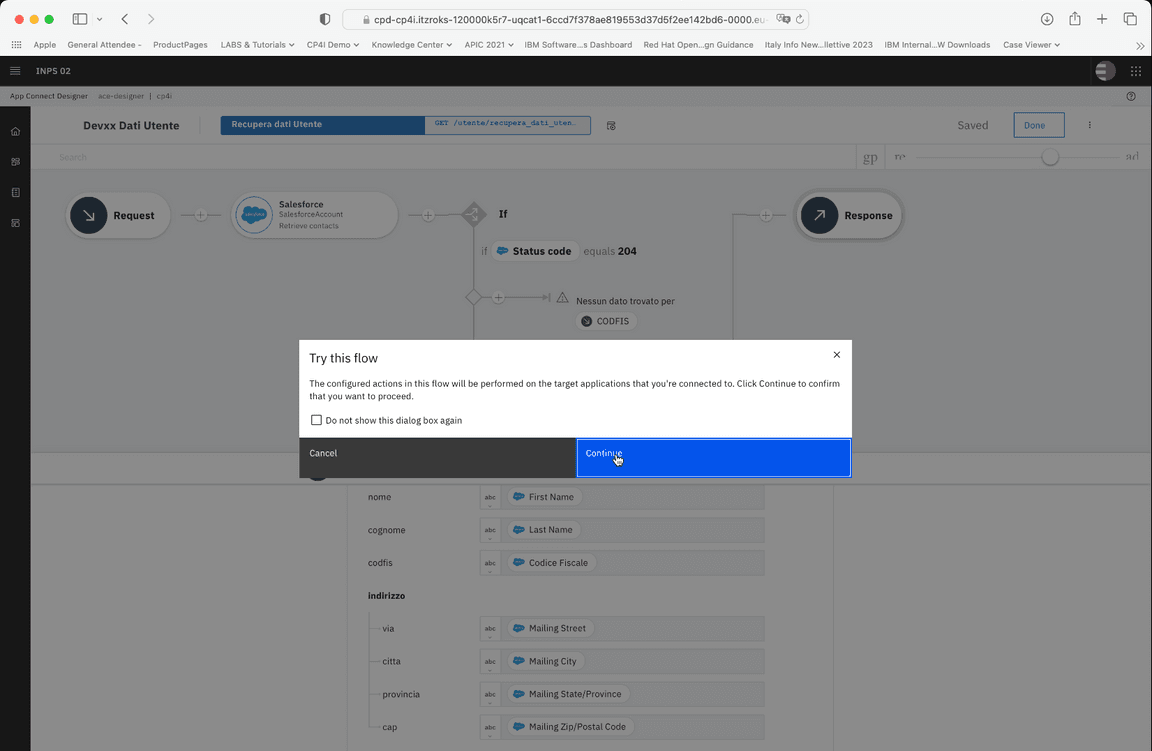 cpd-cp4i.itzroks-120000k5r7-uqcat1-6ccd7f378ae819553d37d5f2ee142bd6-0000.eu-
Apple
General Attendee -
ProductPages
LABS & Tutorials
CP4I Demo
Knowledge Center
APIC 2021
IBM Software...s Dashboard
Red Hat Open...gn Guidance
Italy Info New...llettive 2023
IBM Internal...W Downloads
Case Viewer
INPS 02
App Connect Designer ace-designer | cp4i
Devxx Dati Utente
Recupera dati Utente
GET /utente/recupera_dati_uten...
Saved
Done
Search
Request
Salesforce
SalesforceAccount
Retrieve contacts
If
Response
if Status code equals 204
Nessun dato trovato per
CODFIS
Try this flow
The configured actions in this flow will be performed on the target applications that you're connected to. Click Continue to confirm
that you want to proceed.
Do not show this dialog box again
Cancel
Continue
nome abc First Name
cognome abc Last Name
codfis abc Codice Fiscale
indirizzo
via abc Mailing Street
citta abc Mailing City
provincia abc Mailing State/Province
cap abc Mailing Zip/Postal Code